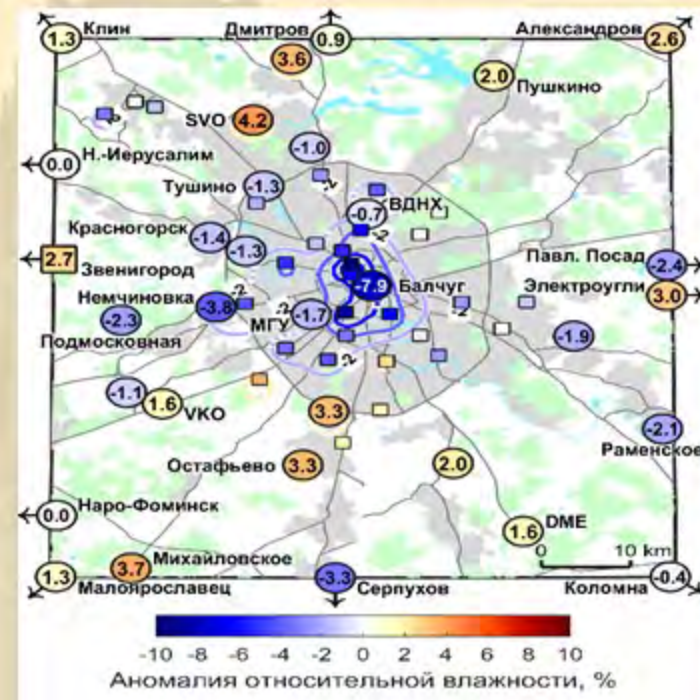 Клин
1.3
Дмитров
0.9
Александров
2.6
3.6
2.0
Пушкино
SVO 4.2
-1.0
0.0
Н.-Иерусалим
Тушино -1.3
-2
-0.7
ВДНХ
Красногорск
-1.4
-1.3
-2
2.7
Звенигород
Павл. Посад -2.4
-7.9
Балчуг
Электроугли 3.0
Немчиновка
-3.8
-2
-2.3
МГУ -1.7
-2
-1.9
Подмосковная
-2
-1.1
1.6
VKO
3.3
-2.1
Раменское
Остафьево 3.3
2.0
0.0
Наро-Фоминск
1.6
DME
0 10 km
Михайловское
3.7
1.3
Малоярославец
-3.3
Серпухов
Коломна -0.4
-10 -8 -6 -4 -2 0 2 4 6 8 10
Аномалия относительной влажности, %